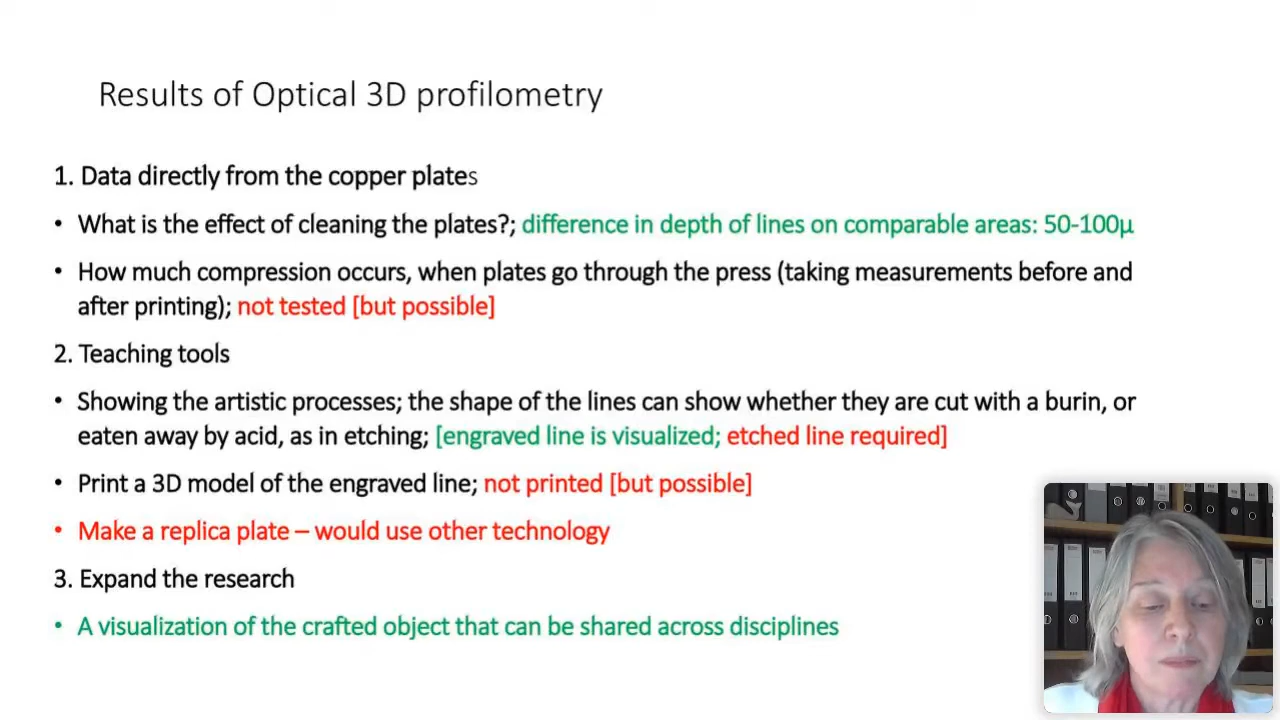 Results of Optical 3D profilometry
1. Data directly from the copper plates
• What is the effect of cleaning the plates?; difference in depth of lines on comparable areas: 50-100µ
• How much compression occurs, when plates go through the press (taking measurements before and
after printing); not tested [but possible]
2. Teaching tools
• Showing the artistic processes; the shape of the lines can show whether they are cut with a burin, or
eaten away by acid, as in etching; [engraved line is visualized; etched line required]
• Print a 3D model of the engraved line; not printed [but possible]
• Make a replica plate – would use other technology
3. Expand the research
• A visualization of the crafted object that can be shared across disciplines